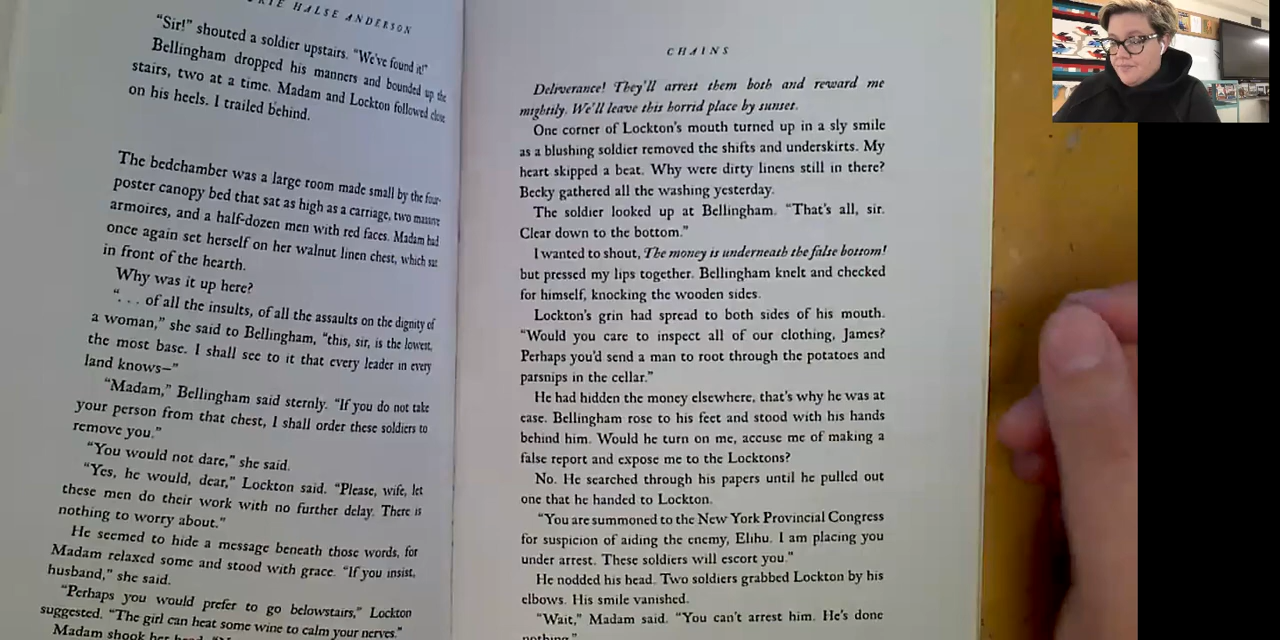 HALSE ANDERSON
"Sir!" shouted a soldier upstairs. "We've found it!"
Bellingham dropped his manners and bounded up the
stairs, two at a time. Madam and Lockton followed close
on his heels. I trailed behind.
The bedchamber was a large room made small by the four-
poster canopy bed that sat as high as a carriage, two massive
armoires, and a half-dozen men with red faces. Madam had
once again set herself on her walnut linen chest, which sat
in front of the hearth.
Why was it up here?
". . . of all the insults, of all the assaults on the dignity of
a woman," she said to Bellingham, "this, sir, is the lowest,
the most base. I shall see to it that every leader in every
land knows—"
"Madam," Bellingham said sternly. "If you do not take
your person from that chest, I shall order these soldiers to
remove you."
"You would not dare," she said.
"Yes, he would, dear," Lockton said. "Please, wife, let
these men do their work with no further delay. There is
nothing to worry about."
He seemed to hide a message beneath those words, for
Madam relaxed some and stood with grace. "If you insist,
husband," she said.
"Perhaps you would prefer to go belowstairs," Lockton
suggested. "The girl can heat some wine to calm your nerves."
Madam shook her head.
CHAINS
Deliverance! They'll arrest them both and reward me
mightily. We'll leave this horrid place by sunset.
One corner of Lockton's mouth turned up in a sly smile
as a blushing soldier removed the shifts and underskirts. My
heart skipped a beat. Why were dirty linens still in there?
Becky gathered all the washing yesterday.
The soldier looked up at Bellingham. "That's all, sir.
Clear down to the bottom."
I wanted to shout, The money is underneath the false bottom!
but pressed my lips together. Bellingham knelt and checked
for himself, knocking the wooden sides.
Lockton's grin had spread to both sides of his mouth.
"Would you care to inspect all of our clothing, James?
Perhaps you'd send a man to root through the potatoes and
parsnips in the cellar."
He had hidden the money elsewhere, that's why he was at
ease. Bellingham rose to his feet and stood with his hands
behind him. Would he turn on me, accuse me of making a
false report and expose me to the Locktons?
No. He searched through his papers until he pulled out
one that he handed to Lockton.
"You are summoned to the New York Provincial Congress
for suspicion of aiding the enemy, Elihu. I am placing you
under arrest. These soldiers will escort you."
He nodded his head. Two soldiers grabbed Lockton by his
elbows. His smile vanished.
"Wait," Madam said. "You can't arrest him. He's done
nothing."